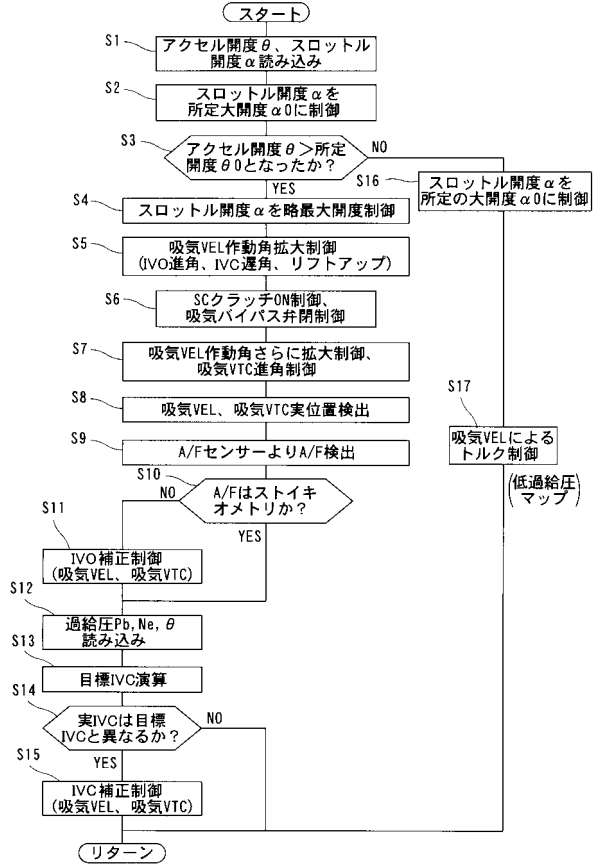 スタート
S1
アクセル開度θ、スロットル
開度α読み込み
S2
スロットル開度αを
所定大開度α0に制御
S3
アクセル開度θ>所定
開度θ0となったか?
NO
YES
S16
スロットル開度αを
所定の大開度α0に制御
S4
スロットル開度αを略最大開度制御
S5
吸気VEL作動角拡大制御
(IVO進角、IVC遅角、リフトアップ)
S6
SCクラッチON制御、
吸気バイパス弁閉制御
S7
吸気VEL作動角さらに拡大制御、
吸気VTC進角制御
S17
吸気VELによる
トルク制御
(低過給圧
マップ)
S8
吸気VEL、吸気VTC実位置検出
S9
A/FセンサーよりA/F検出
S10
A/Fはストイキ
オメトリか?
NO
YES
S11
IVO補正制御
(吸気VEL、吸気VTC)
S12
過給圧Pb,Ne,θ
読み込み
S13
目標IVC演算
S14
実IVCは目標
IVCと異なるか?
NO
YES
S15
IVC補正制御
(吸気VEL、吸気VTC)
リターン